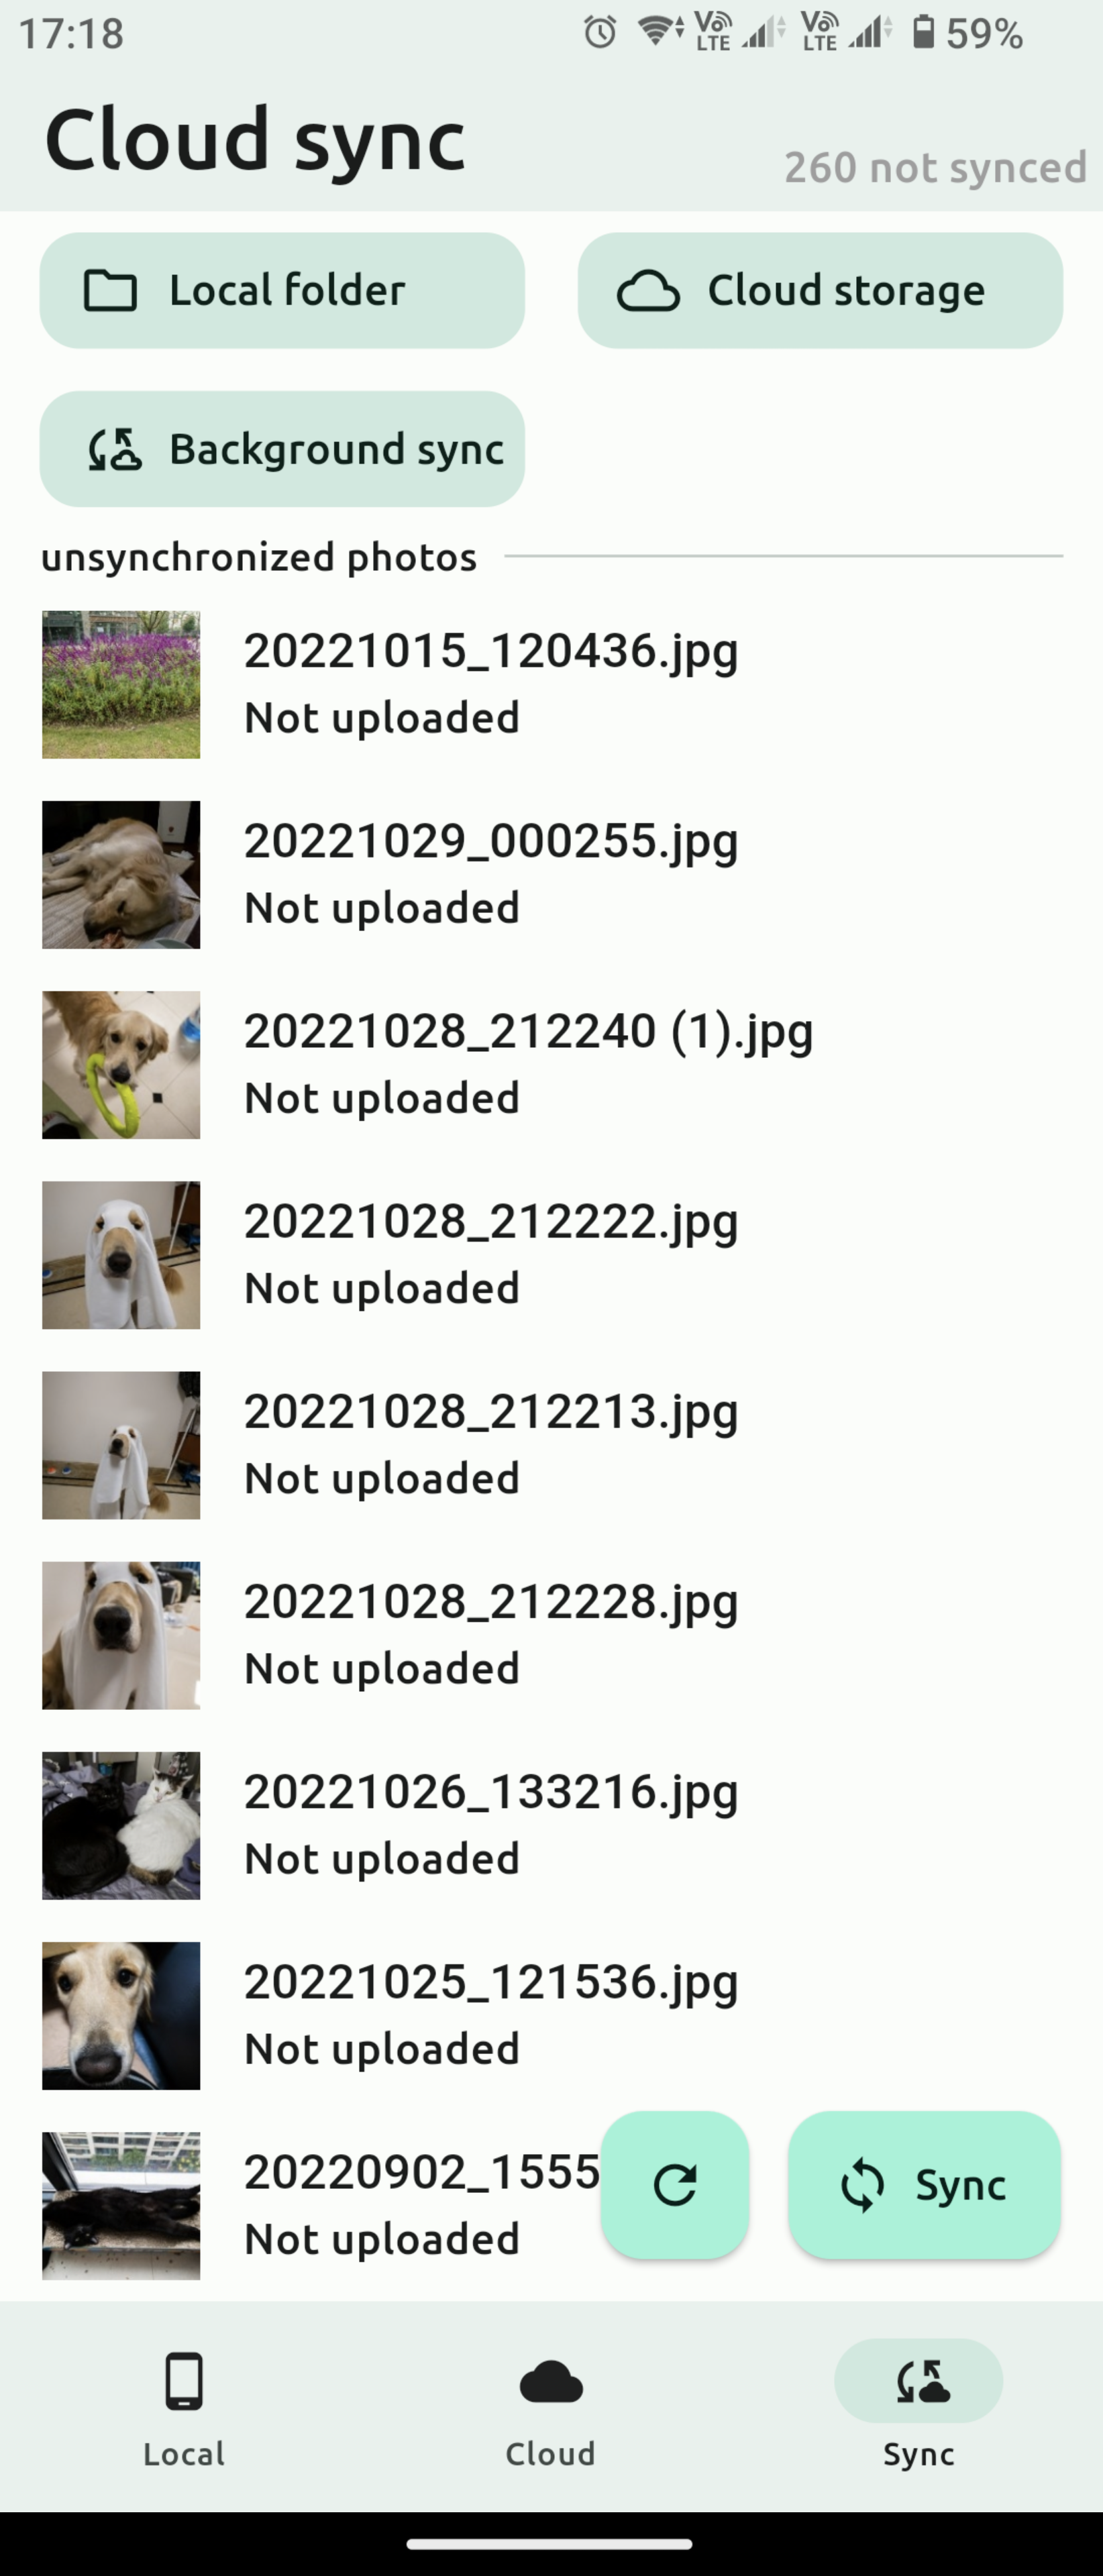 17:18
Vo LTE Vo LTE 59%
Cloud sync
260 not synced
Local folder
Cloud storage
Background sync
unsynchronized photos
20221015_120436.jpg
Not uploaded
20221029_000255.jpg
Not uploaded
20221028_212240 (1).jpg
Not uploaded
20221028_212222.jpg
Not uploaded
20221028_212213.jpg
Not uploaded
20221028_212228.jpg
Not uploaded
20221026_133216.jpg
Not uploaded
20221025_121536.jpg
Not uploaded
20220902_1555
Not uploaded
Sync
Local
Cloud
Sync